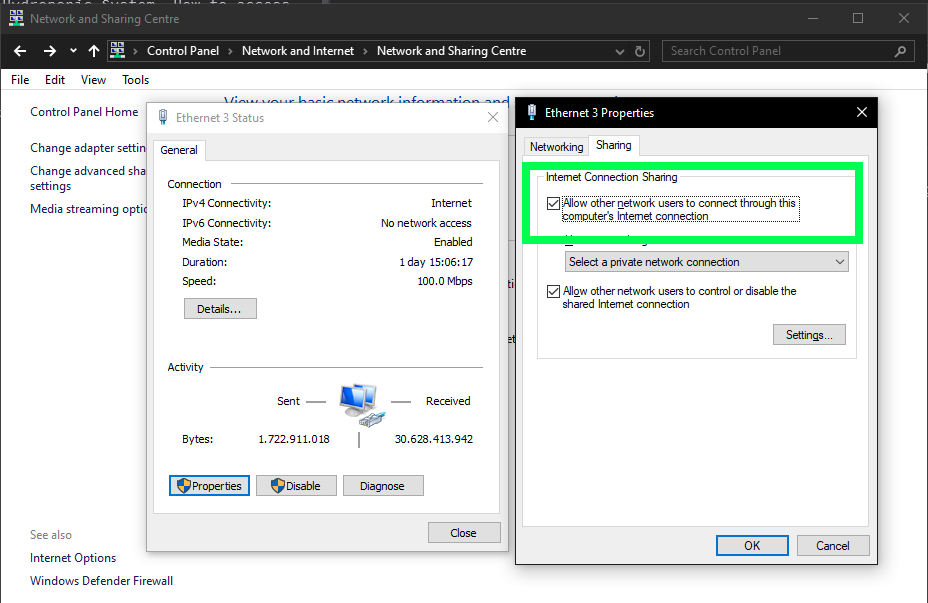 Hydroponic System, How to access
Network and Sharing Centre
Control Panel › Network and Internet › Network and Sharing Centre
Search Control Panel
File Edit View Tools
Control Panel Home
Change adapter settin
Change advanced sha
settings
Media streaming optio
View your basic network information and
See also
Internet Options
Windows Defender Firewall
Ethernet 3 Status
General
Connection
IPv4 Connectivity: Internet
IPv6 Connectivity: No network access
Media State: Enabled
Duration: 1 day 15:06:17
Speed: 100.0 Mbps
Details...
Activity
Sent Received
Bytes: 1.722.911.018 30.628.413.942
Properties Disable Diagnose
Close
Ethernet 3 Properties
Networking Sharing
Internet Connection Sharing
Allow other network users to connect through this
computer's Internet connection
Select a private network connection
Allow other network users to control or disable the
shared Internet connection
Settings...
OK Cancel